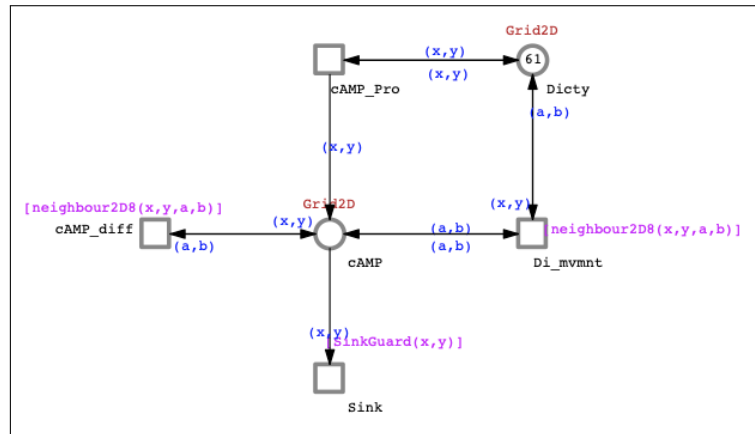 Grid2D
(x,y)
61
(x,y)
cAMP_Pro
Dicty
(a,b)
(x,y)
Grid2D
[neighbour2D8(x,y,a,b)]
(x,y)
(x,y)
cAMP_diff
(a,b)
(a,b)
[neighbour2D8(x,y,a,b)]
(a,b)
cAMP
Di_mvmnt
(x,y)
[SinkGuard(x,y)]
Sink